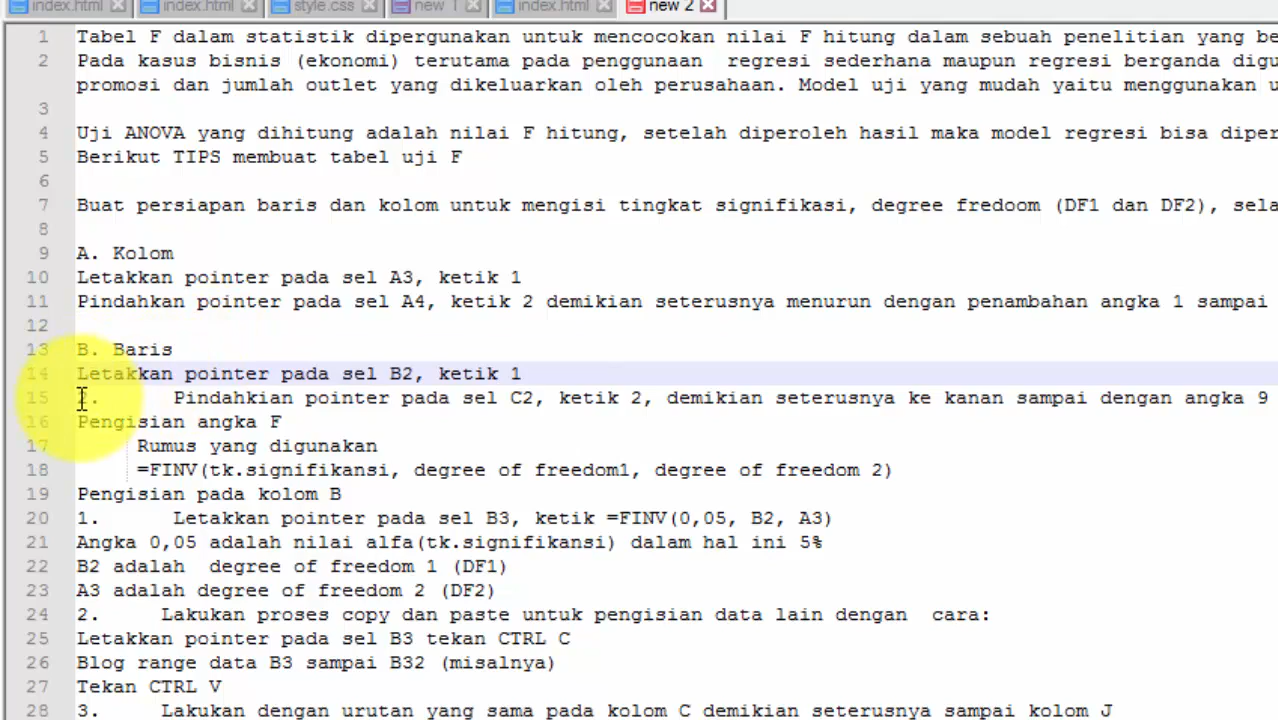 index.html index.html style.css new 1 index.html new 2
1 Tabel F dalam statistik dipergunakan untuk mencocokan nilai F hitung dalam sebuah penelitian yang be
2 Pada kasus bisnis (ekonomi) terutama pada penggunaan  regresi sederhana maupun regresi berganda digu
promosi dan jumlah outlet yang dikeluarkan oleh perusahaan. Model uji yang mudah yaitu menggunakan u
3
4 Uji ANOVA yang dihitung adalah nilai F hitung, setelah diperoleh hasil maka model regresi bisa diper
5 Berikut TIPS membuat tabel uji F
6
7 Buat persiapan baris dan kolom untuk mengisi tingkat signifikasi, degree fredoom (DF1 dan DF2), sela
8
9 A. Kolom
10 Letakkan pointer pada sel A3, ketik 1
11 Pindahkan pointer pada sel A4, ketik 2 demikian seterusnya menurun dengan penambahan angka 1 sampai
12
13 B. Baris
14 Letakkan pointer pada sel B2, ketik 1
15 2. Pindahkian pointer pada sel C2, ketik 2, demikian seterusnya ke kanan sampai dengan angka 9
16 Pengisian angka F
17 Rumus yang digunakan
18 =FINV(tk.signifikansi, degree of freedom1, degree of freedom 2)
19 Pengisian pada kolom B
20 1. Letakkan pointer pada sel B3, ketik =FINV(0,05, B2, A3)
21 Angka 0,05 adalah nilai alfa(tk.signifikansi) dalam hal ini 5%
22 B2 adalah  degree of freedom 1 (DF1)
23 A3 adalah degree of freedom 2 (DF2)
24 2. Lakukan proses copy dan paste untuk pengisian data lain dengan  cara:
25 Letakkan pointer pada sel B3 tekan CTRL C
26 Blog range data B3 sampai B32 (misalnya)
27 Tekan CTRL V
28 3. Lakukan dengan urutan yang sama pada kolom C demikian seterusnya sampai kolom J